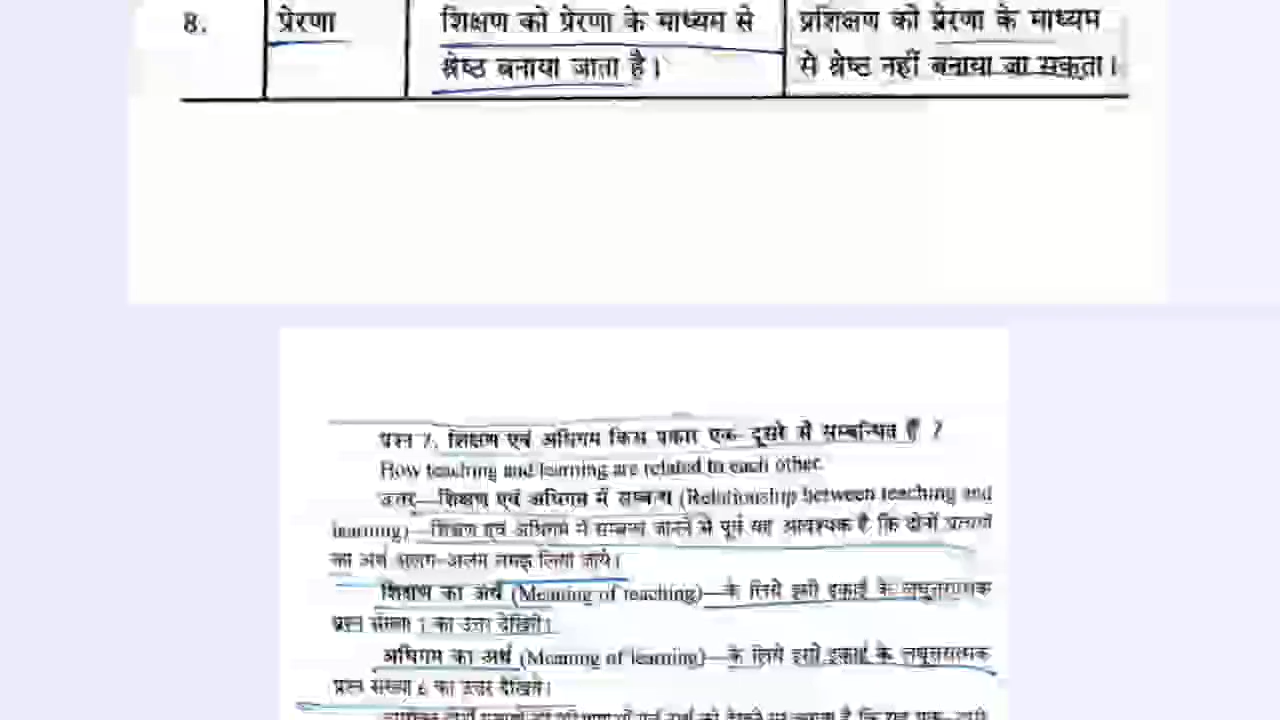 8. प्रेरणा शिक्षण को प्रेरणा के माध्यम से प्रशिक्षण को प्रेरणा के माध्यम
श्रेष्ठ बनाया जाता है। से श्रेष्ठ नहीं बनाया जा सकता।
प्रश्न 7. शिक्षण एवं अधिगम किस प्रकार एक-दूसरे से सम्बन्धित हैं ?
How teaching and learning are related to each other.
उत्तर—शिक्षण एवं अधिगम में सम्बन्ध (Relationship between teaching and
learning)—शिक्षण एवं अधिगम में सम्बन्ध जानने से पूर्व यह आवश्यक है कि दोनों
का अर्थ अलग-अलग समझ लिया जाये।
शिक्षण का अर्थ (Meaning of teaching)—के लिये इसी इकाई के लघुउत्तरात्मक
प्रश्न संख्या 1 का उत्तर देखिये।
अधिगम का अर्थ (Meaning of learning)—के लिये इसी इकाई के लघुउत्तरात्मक
प्रश्न संख्या 6 का उत्तर देखिये।